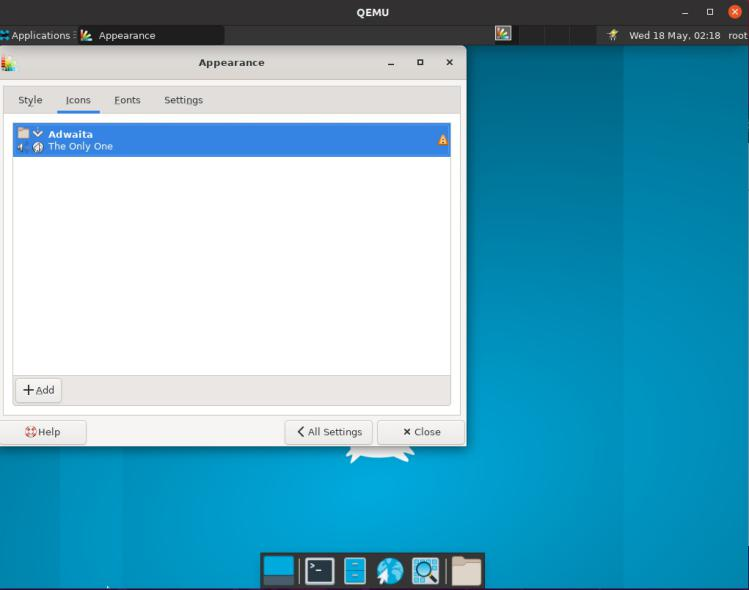 QEMU
Applications
Appearance
Wed 18 May, 02:18
root
Appearance
Style
Icons
Fonts
Settings
Adwaita
The Only One
Add
Help
All Settings
Close